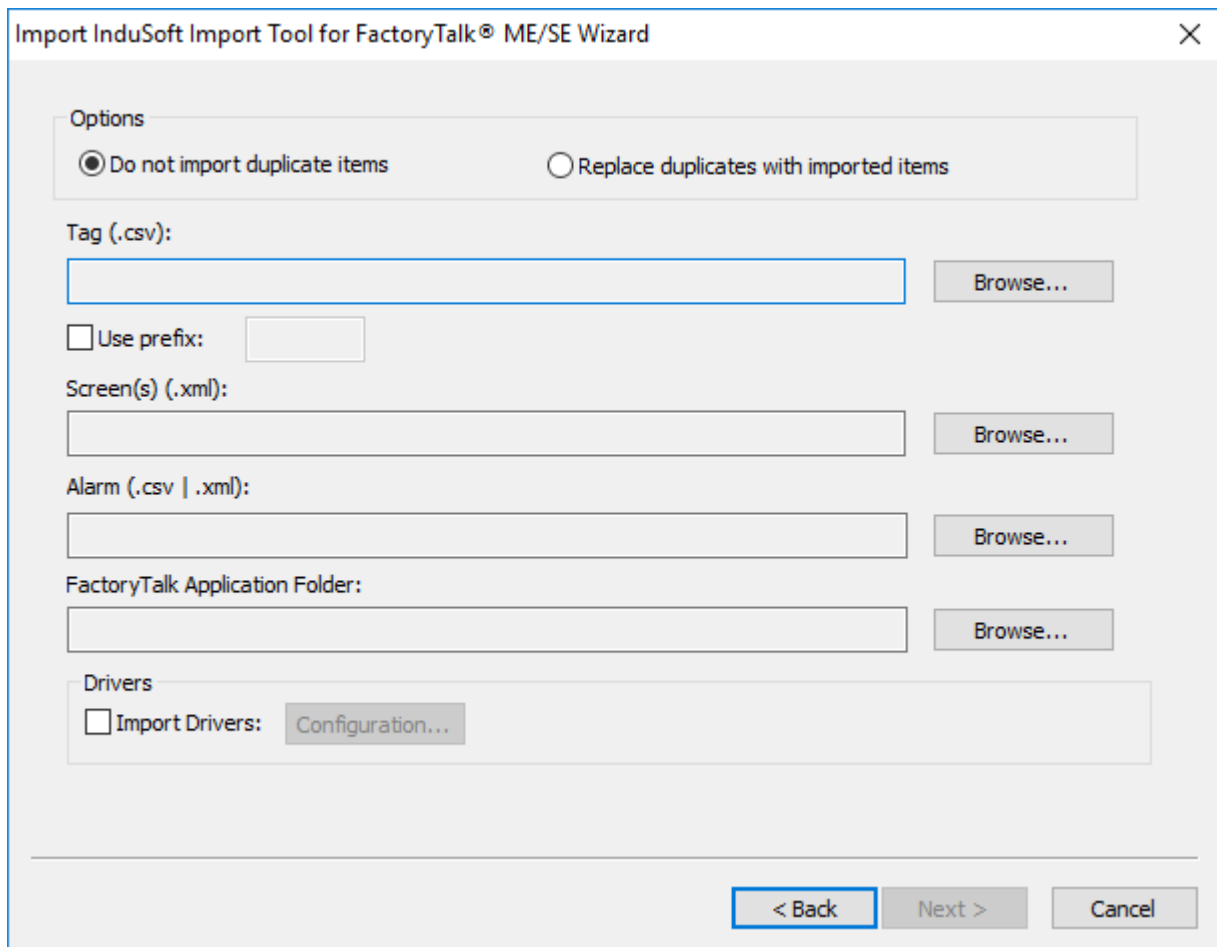 Import InduSoft Import Tool for FactoryTalk® ME/SE Wizard
Options
Do not import duplicate items
Replace duplicates with imported items
Tag (.csv):
Browse...
Use prefix:
Screen(s) (.xml):
Browse...
Alarm (.csv | .xml):
Browse...
FactoryTalk Application Folder:
Browse...
Drivers
Import Drivers:
Configuration...
< Back
Next >
Cancel